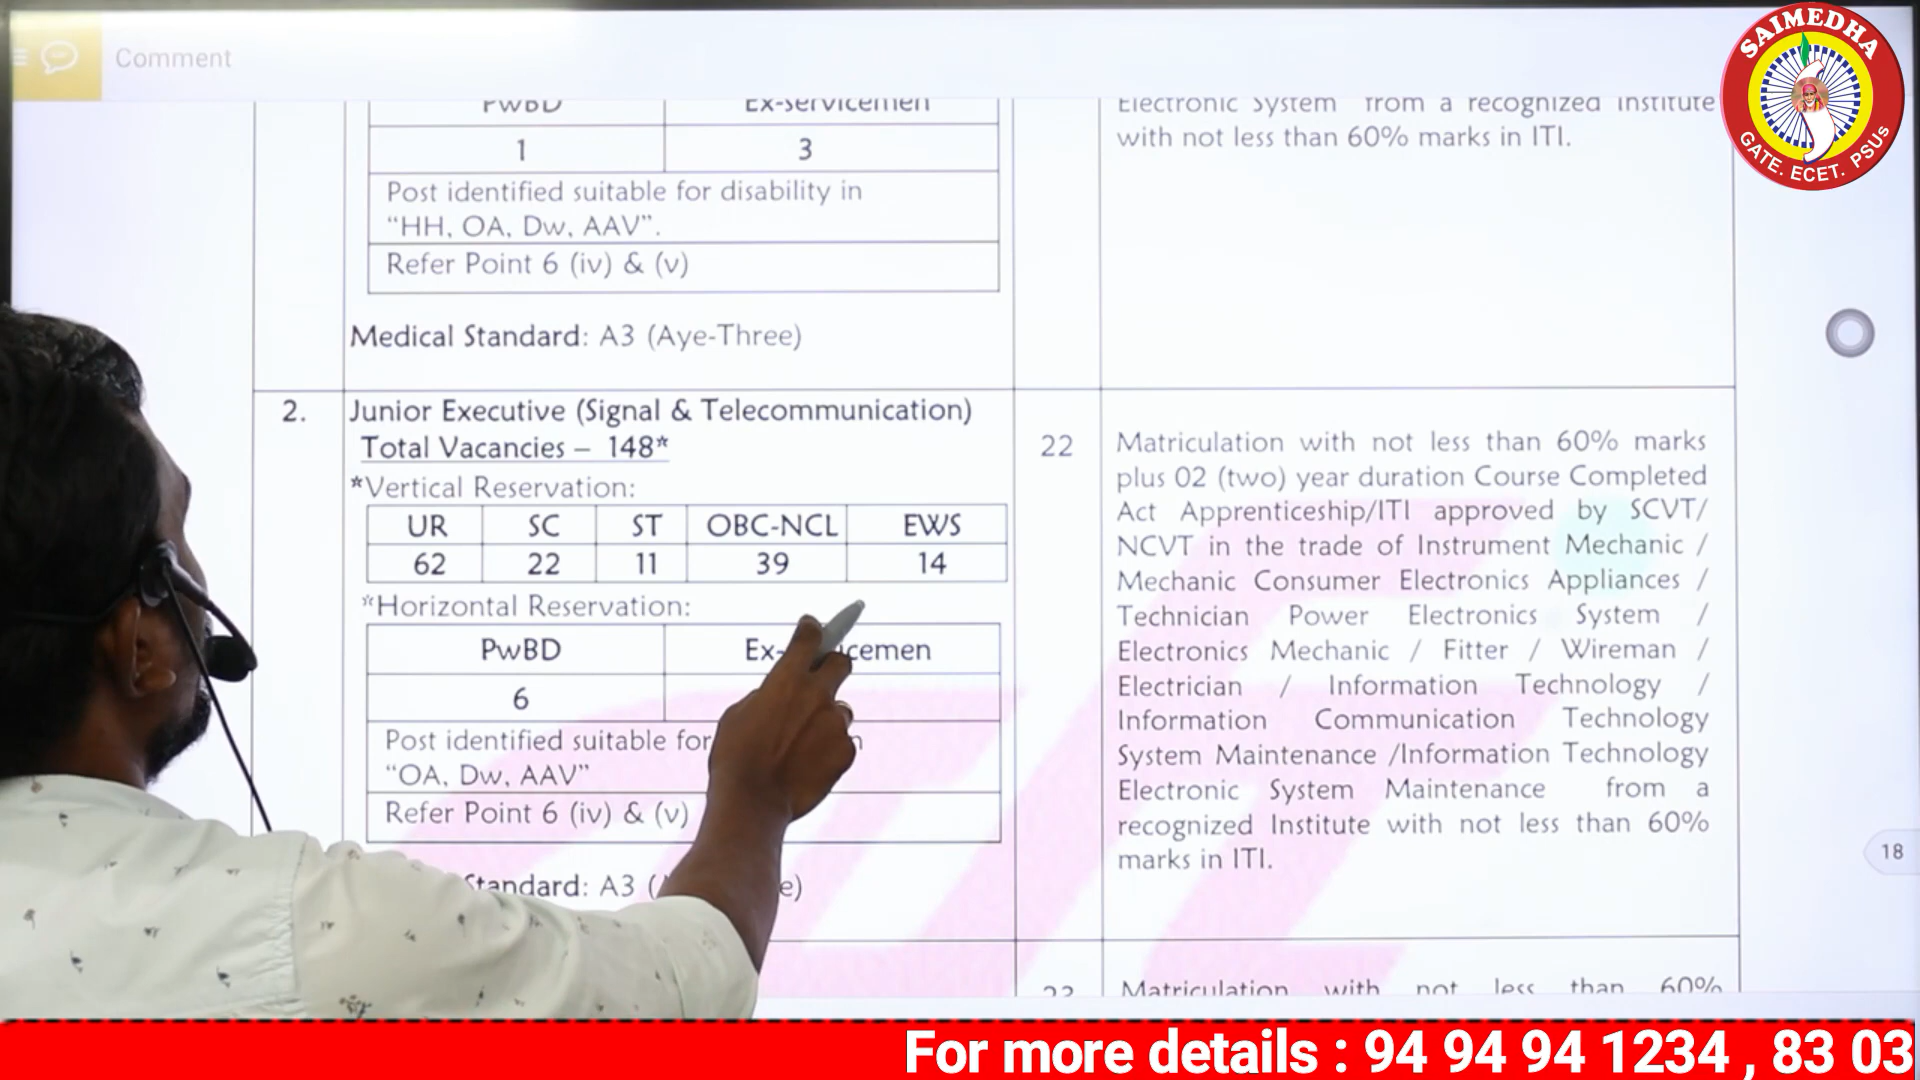 Comment
SAIMEDHA
GATE. ECET. PSUs
PwBD Ex-servicemen
1 3
Post identified suitable for disability in
“HH, OA, Dw, AAV”.
Refer Point 6 (iv) & (v)
Medical Standard: A3 (Aye-Three)
Electronic System from a recognized Institute
with not less than 60% marks in ITI.
2. Junior Executive (Signal & Telecommunication)
Total Vacancies – 148*
*Vertical Reservation:
UR SC ST OBC-NCL EWS
62 22 11 39 14
*Horizontal Reservation:
PwBD
6
Post identified suitable for
“OA, Dw, AAV”
Refer Point 6 (iv) & (v)
Standard: A3
22
Matriculation with not less than 60% marks
plus 02 (two) year duration Course Completed
Act Apprenticeship/ITI approved by SCVT/
NCVT in the trade of Instrument Mechanic /
Mechanic Consumer Electronics Appliances /
Technician Power Electronics System /
Electronics Mechanic / Fitter / Wireman /
Electrician / Information Technology /
Information Communication Technology
System Maintenance /Information Technology
Electronic System Maintenance from a
recognized Institute with not less than 60%
marks in ITI.
18
Matriculation with not less than 60%
For more details : 94 94 94 1234 , 83 03